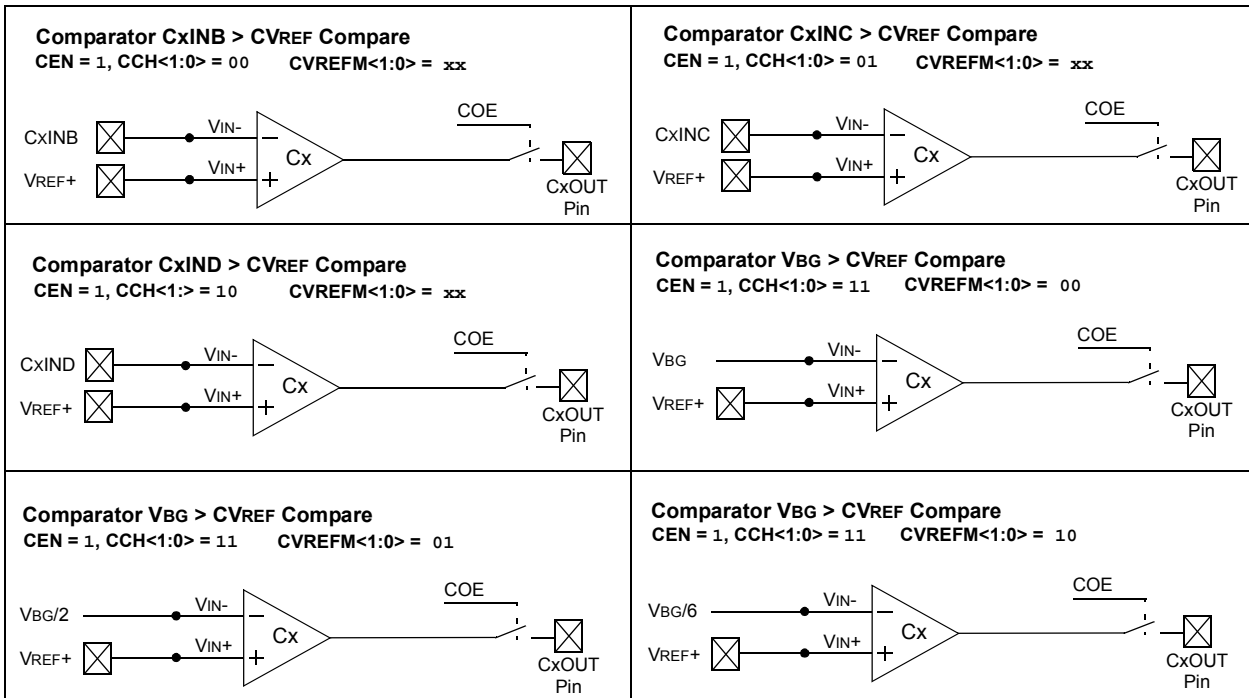 Comparator CxINB > CVREF Compare
CEN = 1, CCH<1:0> = 00 CVREFM<1:0> = xx
COE
CxINB
VIN-
–
Cx
VREF+
VIN+
+
CxOUT
Pin
Comparator CxINC > CVREF Compare
CEN = 1, CCH<1:0> = 01 CVREFM<1:0> = xx
COE
CxINC
VIN-
–
Cx
VREF+
VIN+
+
CxOUT
Pin
Comparator CxIND > CVREF Compare
CEN = 1, CCH<1:> = 10 CVREFM<1:0> = xx
COE
CxIND
VIN-
–
Cx
VREF+
VIN+
+
CxOUT
Pin
Comparator VBG > CVREF Compare
CEN = 1, CCH<1:0> = 11 CVREFM<1:0> = 00
COE
VBG
VIN-
–
Cx
VREF+
VIN+
+
CxOUT
Pin
Comparator VBG > CVREF Compare
CEN = 1, CCH<1:0> = 11 CVREFM<1:0> = 01
COE
VBG/2
VIN-
–
Cx
VREF+
VIN+
+
CxOUT
Pin
Comparator VBG > CVREF Compare
CEN = 1, CCH<1:0> = 11 CVREFM<1:0> = 10
COE
VBG/6
VIN-
–
Cx
VREF+
VIN+
+
CxOUT
Pin